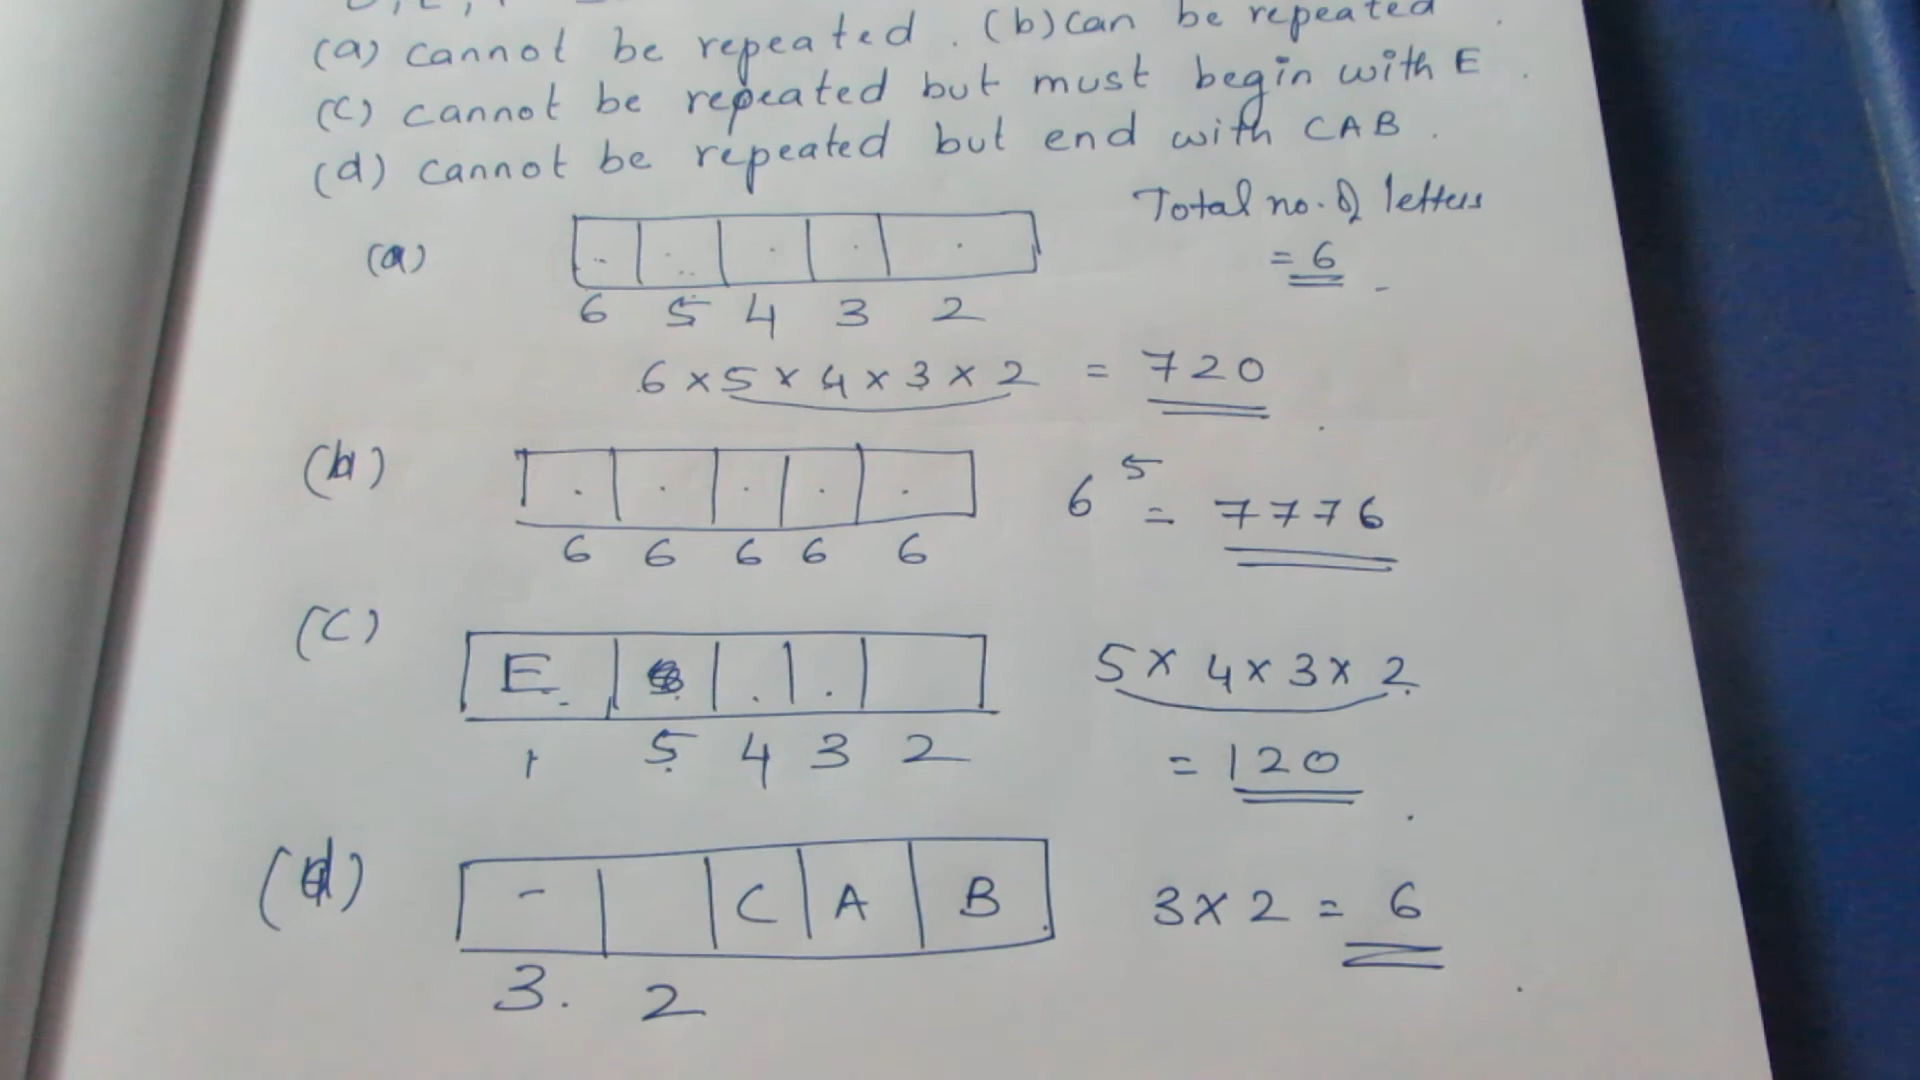 (a) cannot be repeated. (b) can be repeated.
(c) cannot be repeated but must begin with E.
(d) cannot be repeated but end with CAB.
Total no. of letters
= 6
(a)
6 5 4 3 2
6 × 5 × 4 × 3 × 2 = 720
(b)
6 6 6 6 6
6^5 = 7776
(c)
E
1 5 4 3 2
5 × 4 × 3 × 2
= 120
(d)
- C A B
3. 2
3 × 2 = 6